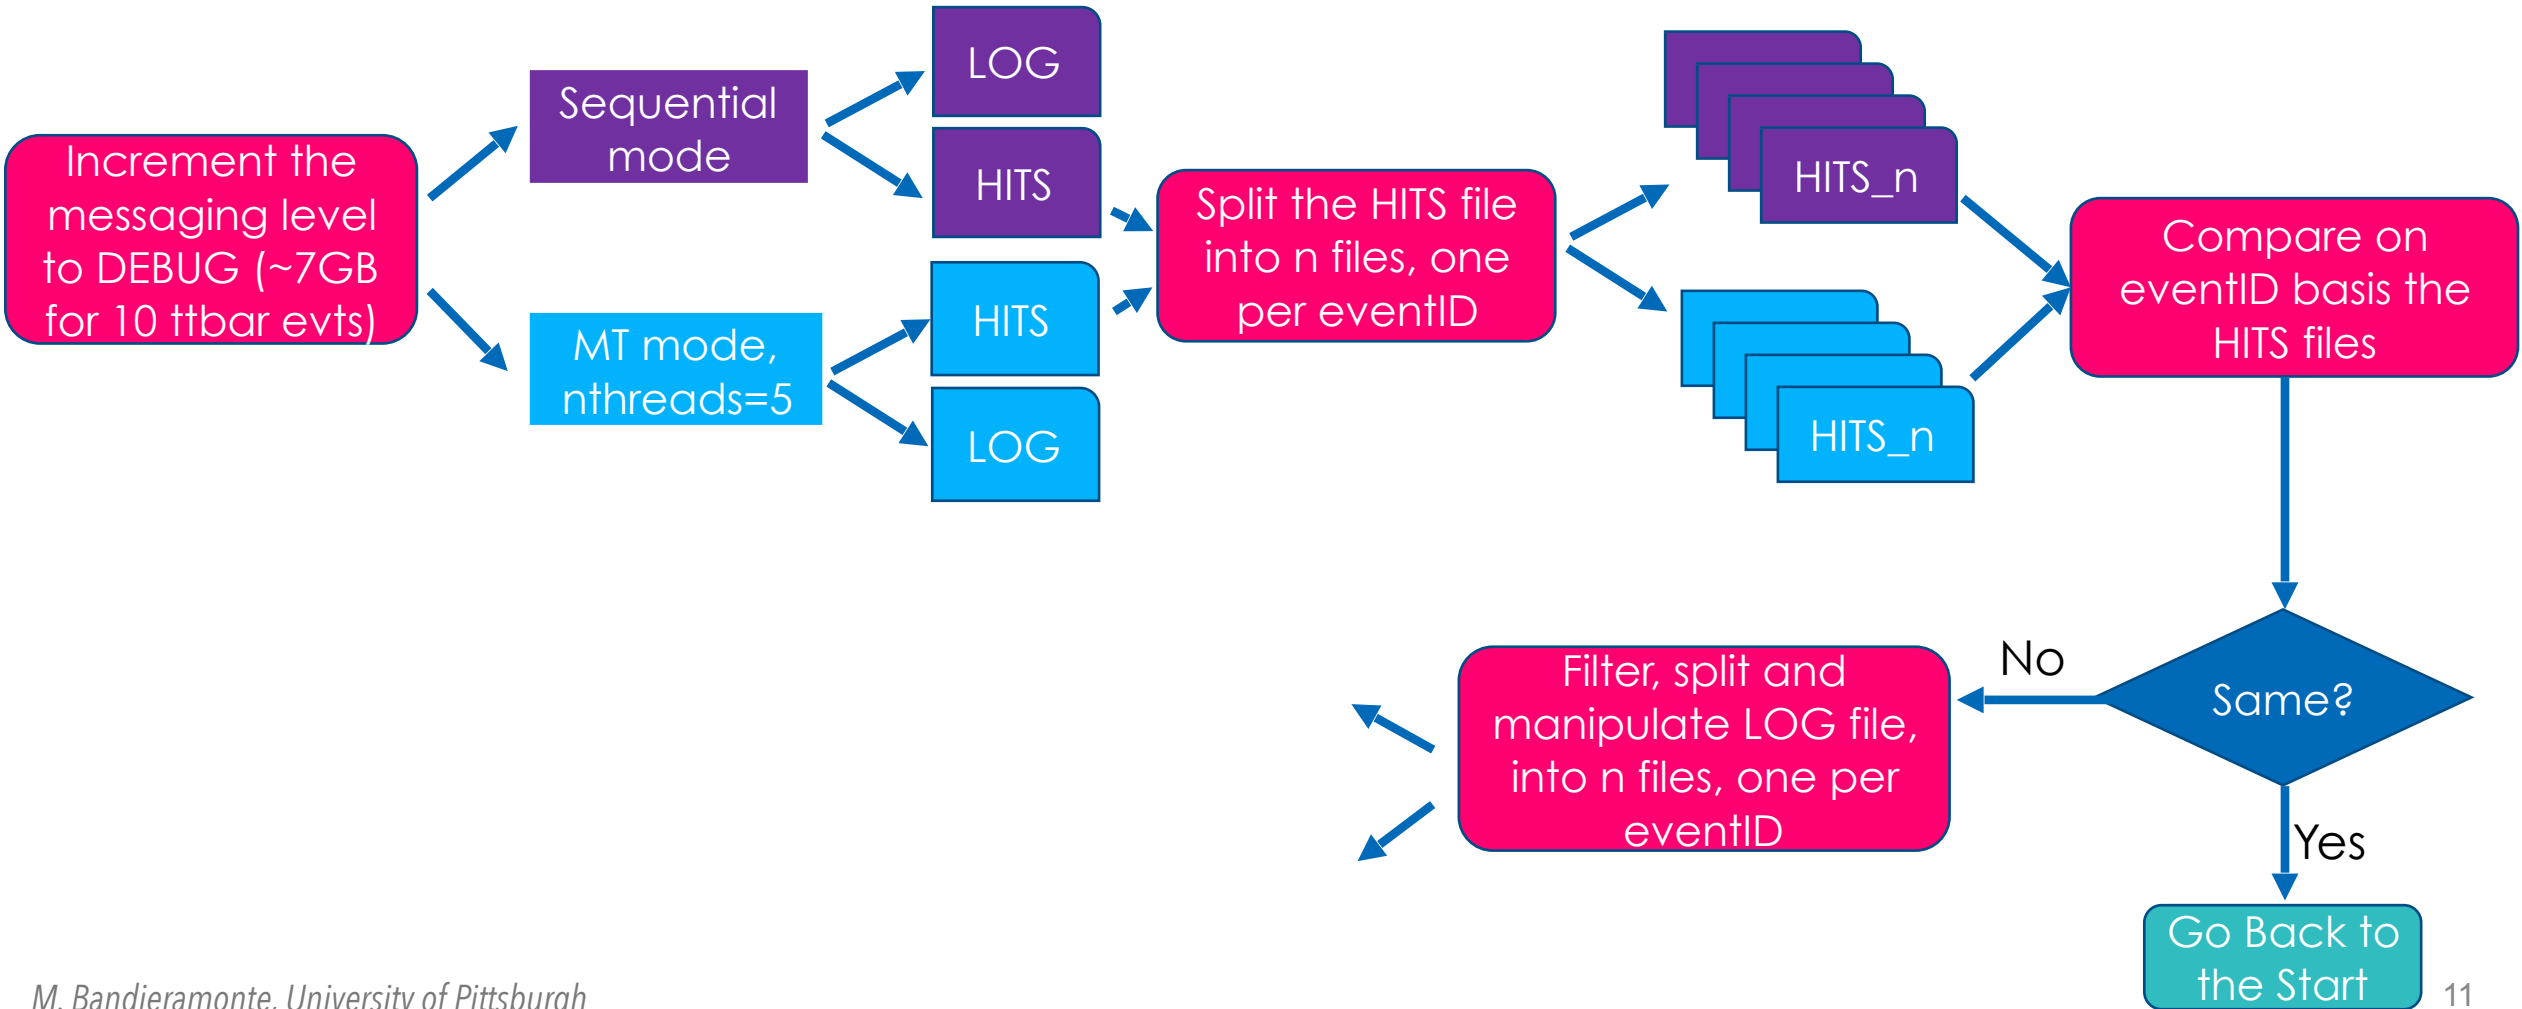 Increment the
messaging level
to DEBUG (~7GB
for 10 ttbar evts)
Sequential
mode
MT mode,
nthreads=5
LOG
HITS
HITS
LOG
Split the HITS file
into n files, one
per eventID
HITS_n
HITS_n
Compare on
eventID basis the
HITS files
Same?
No
Filter, split and
manipulate LOG file,
into n files, one per
eventID
Yes
Go Back to
the Start
M. Bandieramonte, University of Pittsburgh
11